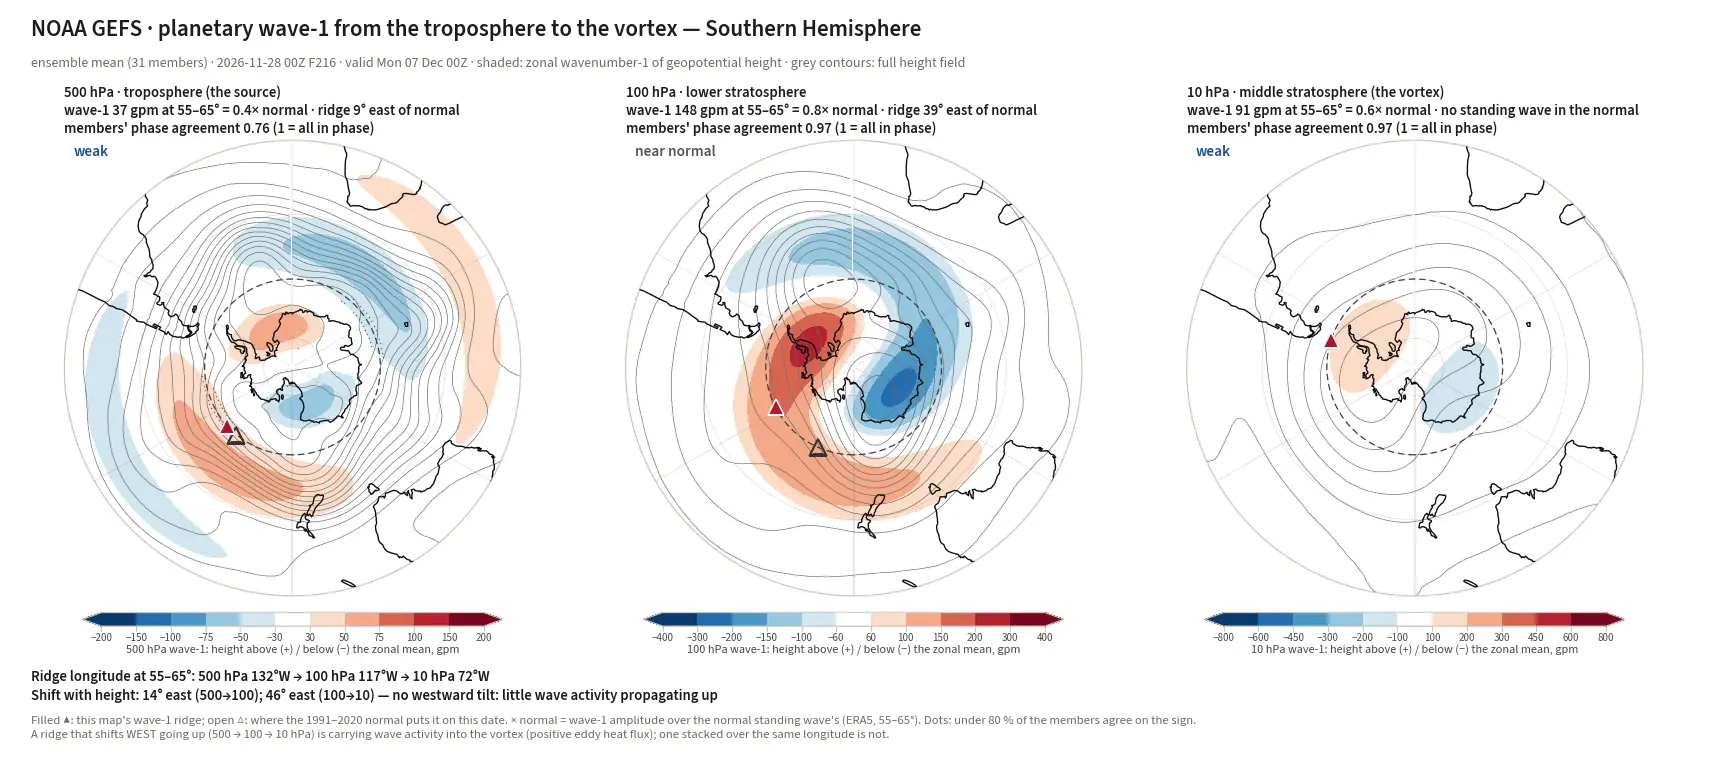 NOAA GEFS · planetary wave-1 from the troposphere to the vortex — Southern Hemisphere
ensemble mean (31 members) · 2026-11-28 00Z F216 · valid Mon 07 Dec 00Z · shaded: zonal wavenumber-1 of geopotential height · grey contours: full height field
500 hPa · troposphere (the source)
wave-1 37 gpm at 55–65° = 0.4× normal · ridge 9° east of normal
members' phase agreement 0.76 (1 = all in phase)
weak
100 hPa · lower stratosphere
wave-1 148 gpm at 55–65° = 0.8× normal · ridge 39° east of normal
members' phase agreement 0.97 (1 = all in phase)
near normal
10 hPa · middle stratosphere (the vortex)
wave-1 91 gpm at 55–65° = 0.6× normal · no standing wave in the normal
members' phase agreement 0.97 (1 = all in phase)
weak
−200 −150 −100 −75 −50 −30 30 50 75 100 150 200
500 hPa wave-1: height above (+) / below (−) the zonal mean, gpm
−400 −300 −200 −150 −100 −60 60 100 150 200 300 400
100 hPa wave-1: height above (+) / below (−) the zonal mean, gpm
−800 −600 −450 −300 −200 −100 100 200 300 450 600 800
10 hPa wave-1: height above (+) / below (−) the zonal mean, gpm
Ridge longitude at 55–65°: 500 hPa 132°W → 100 hPa 117°W → 10 hPa 72°W
Shift with height: 14° east (500→100); 46° east (100→10) — no westward tilt: little wave activity propagating up
Filled ▲: this map's wave-1 ridge; open △: where the 1991–2020 normal puts it on this date. × normal = wave-1 amplitude over the normal standing wave's (ERA5, 55–65°). Dots: under 80 % of the members agree on the sign.
A ridge that shifts WEST going up (500 → 100 → 10 hPa) is carrying wave activity into the vortex (positive eddy heat flux); one stacked over the same longitude is not.